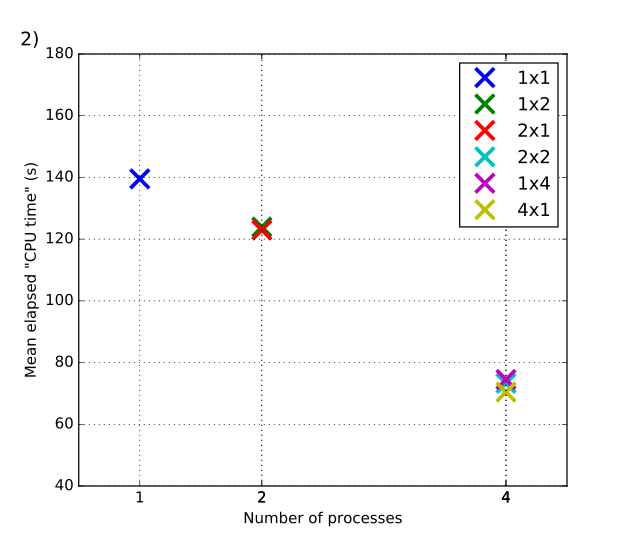 2)
180
160
140
120
100
80
60
40
Mean elapsed "CPU time" (s)
1 2 4
Number of processes
1x1
1x2
2x1
2x2
1x4
4x1